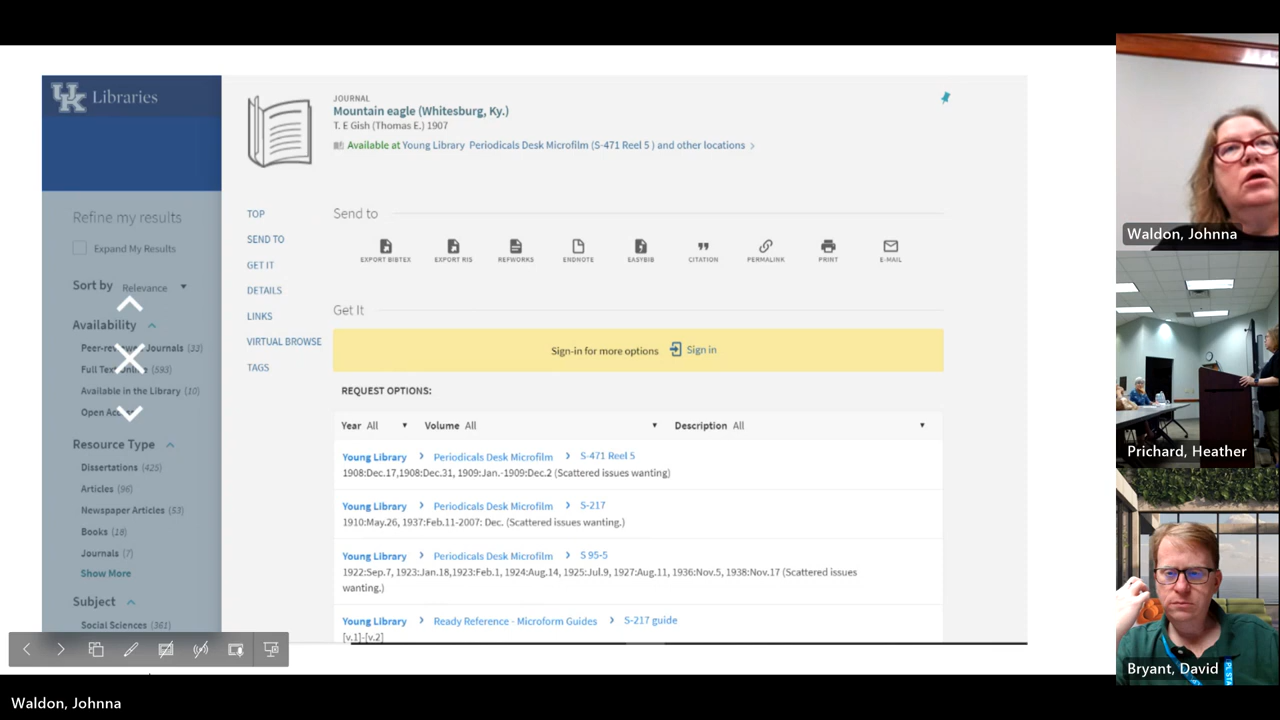 UK Libraries
Refine my results
Expand My Results
Sort by Relevance
Availability
Peer-reviewed Journals (33)
Full Text Online (593)
Available in the Library (10)
Open
Resource Type
Dissertations (425)
Articles (96)
Newspaper Articles (53)
Books (18)
Journals (7)
Show More
Subject
Social Sciences (361)
JOURNAL
Mountain eagle (Whitesburg, Ky.)
T. E Gish (Thomas E.) 1907
Available at Young Library Periodicals Desk Microfilm (S-471 Reel 5 ) and other locations
TOP
SEND TO
GET IT
DETAILS
LINKS
VIRTUAL BROWSE
TAGS
Send to
EXPORT BIBTEX
EXPORT RIS
REFWORKS
ENDNOTE
EASYBIB
CITATION
PERMALINK
PRINT
E-MAIL
Get It
Sign-in for more options Sign in
REQUEST OPTIONS:
Year All Volume All Description All
Young Library Periodicals Desk Microfilm S-471 Reel 5
1908:Dec.17,1908:Dec.31, 1909:Jan.-1909:Dec.2 (Scattered issues wanting)
Young Library Periodicals Desk Microfilm S-217
1910:May.26, 1937:Feb.11-2007: Dec. (Scattered issues wanting.)
Young Library Periodicals Desk Microfilm S 95-5
1922:Sep.7, 1923:Jan.18,1923:Feb.1, 1924:Aug.14, 1925:Jul.9, 1927:Aug.11, 1936:Nov.5, 1938:Nov.17 (Scattered issues
wanting.)
Young Library Ready Reference - Microform Guides S-217 guide
[v.1]-[v.2]
Waldon, Johnna
Prichard, Heather
Bryant, David
Waldon, Johnna